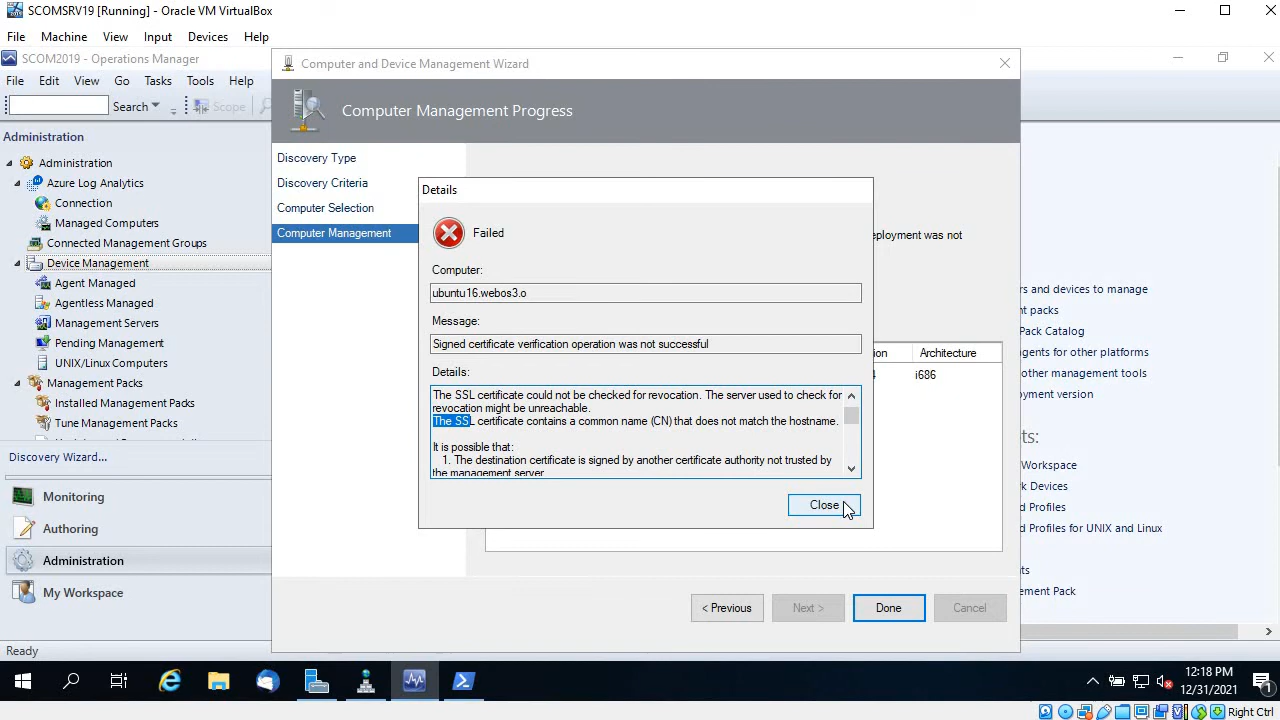 SCOMSRV19 [Running] - Oracle VM VirtualBox
File Machine View Input Devices Help
SCOM2019 - Operations Manager
File Edit View Go Tasks Tools Help
Search
Scope
Administration
Administration
Azure Log Analytics
Connection
Managed Computers
Connected Management Groups
Device Management
Agent Managed
Agentless Managed
Management Servers
Pending Management
UNIX/Linux Computers
Management Packs
Installed Management Packs
Tune Management Packs
Discovery Wizard...
Monitoring
Authoring
Administration
My Workspace
Ready
Computer and Device Management Wizard
Computer Management Progress
Discovery Type
Discovery Criteria
Computer Selection
Computer Management
eployment was not
ion Architecture
4 i686
Details
Failed
Computer:
ubuntu16.webos3.o
Message:
Signed certificate verification operation was not successful
Details:
The SSL certificate could not be checked for revocation. The server used to check for
revocation might be unreachable.
The SSL certificate contains a common name (CN) that does not match the hostname.
It is possible that:
1. The destination certificate is signed by another certificate authority not trusted by
the management server
Close
< Previous Next > Done Cancel
rs and devices to manage
nt packs
Pack Catalog
gents for other platforms
other management tools
oyment version
ts:
Workspace
rk Devices
d Profiles
d Profiles for UNIX and Linux
nts
nagement Pack
12:18 PM
12/31/2021
1
Right Ctrl